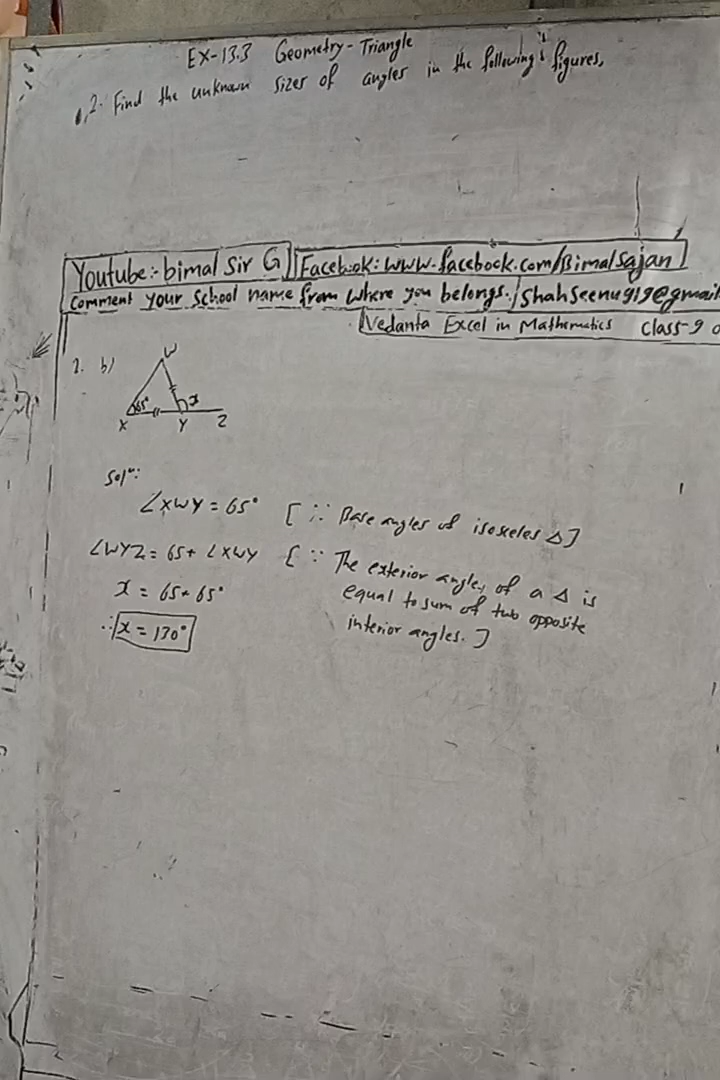 EX-13.3 Geometry-Triangle
2. Find the unknown sizes of angles in the following's figures,
Youtube:- bimal Sir G Facebook: www.facebook.com/Bimalsajan
Comment your School name from where you belongs. / Shahseenu919@gmail
Vedanta Excel in Mathematics Class-9
2. b)
W
65° x
X Y Z
Solⁿ:
∠XWY = 65° [∵ Base angles of isosceles Δ]
∠WYZ = 65 + ∠XWY [∵ The exterior angles of a Δ is
x = 65 + 65° equal to sum of two opposite
∴ x = 130° interior angles.]